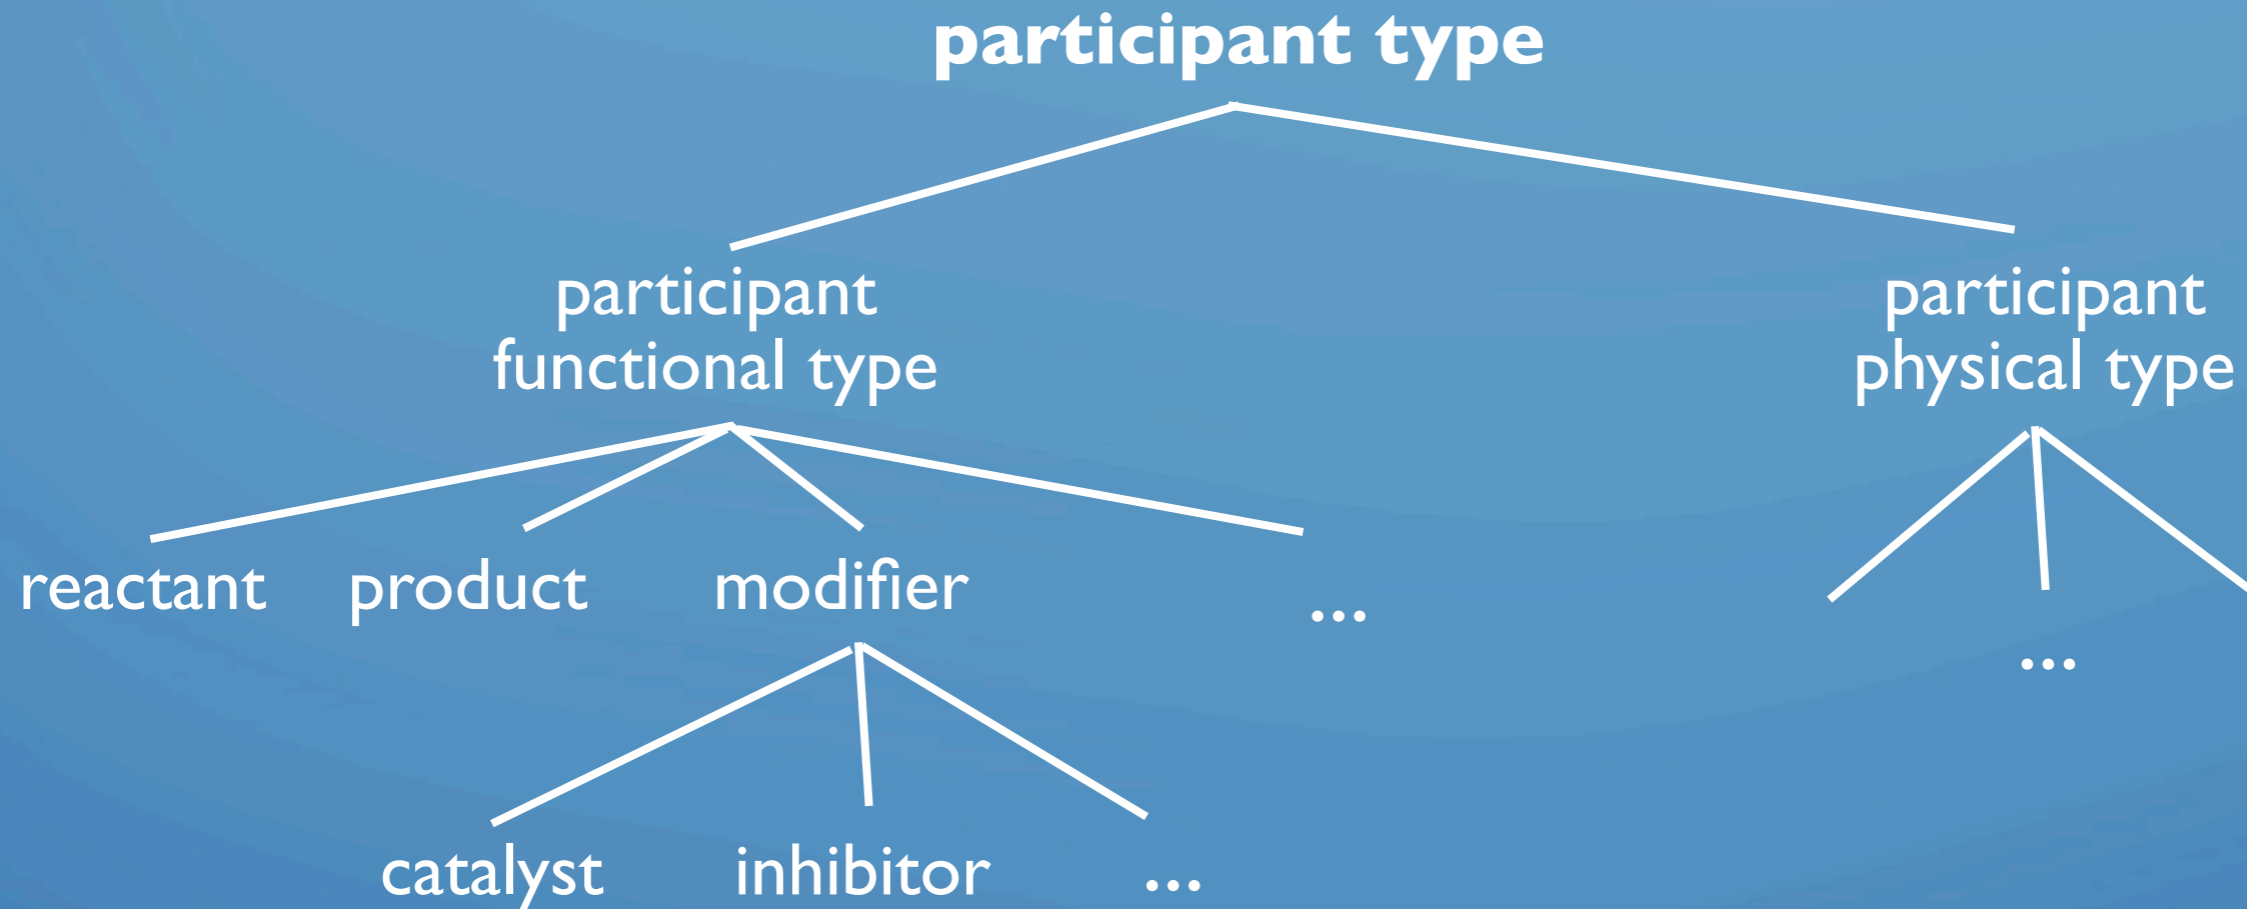 participant type
participant
functional type
participant
physical type
reactant
product
modifier
...
...
catalyst
inhibitor
...